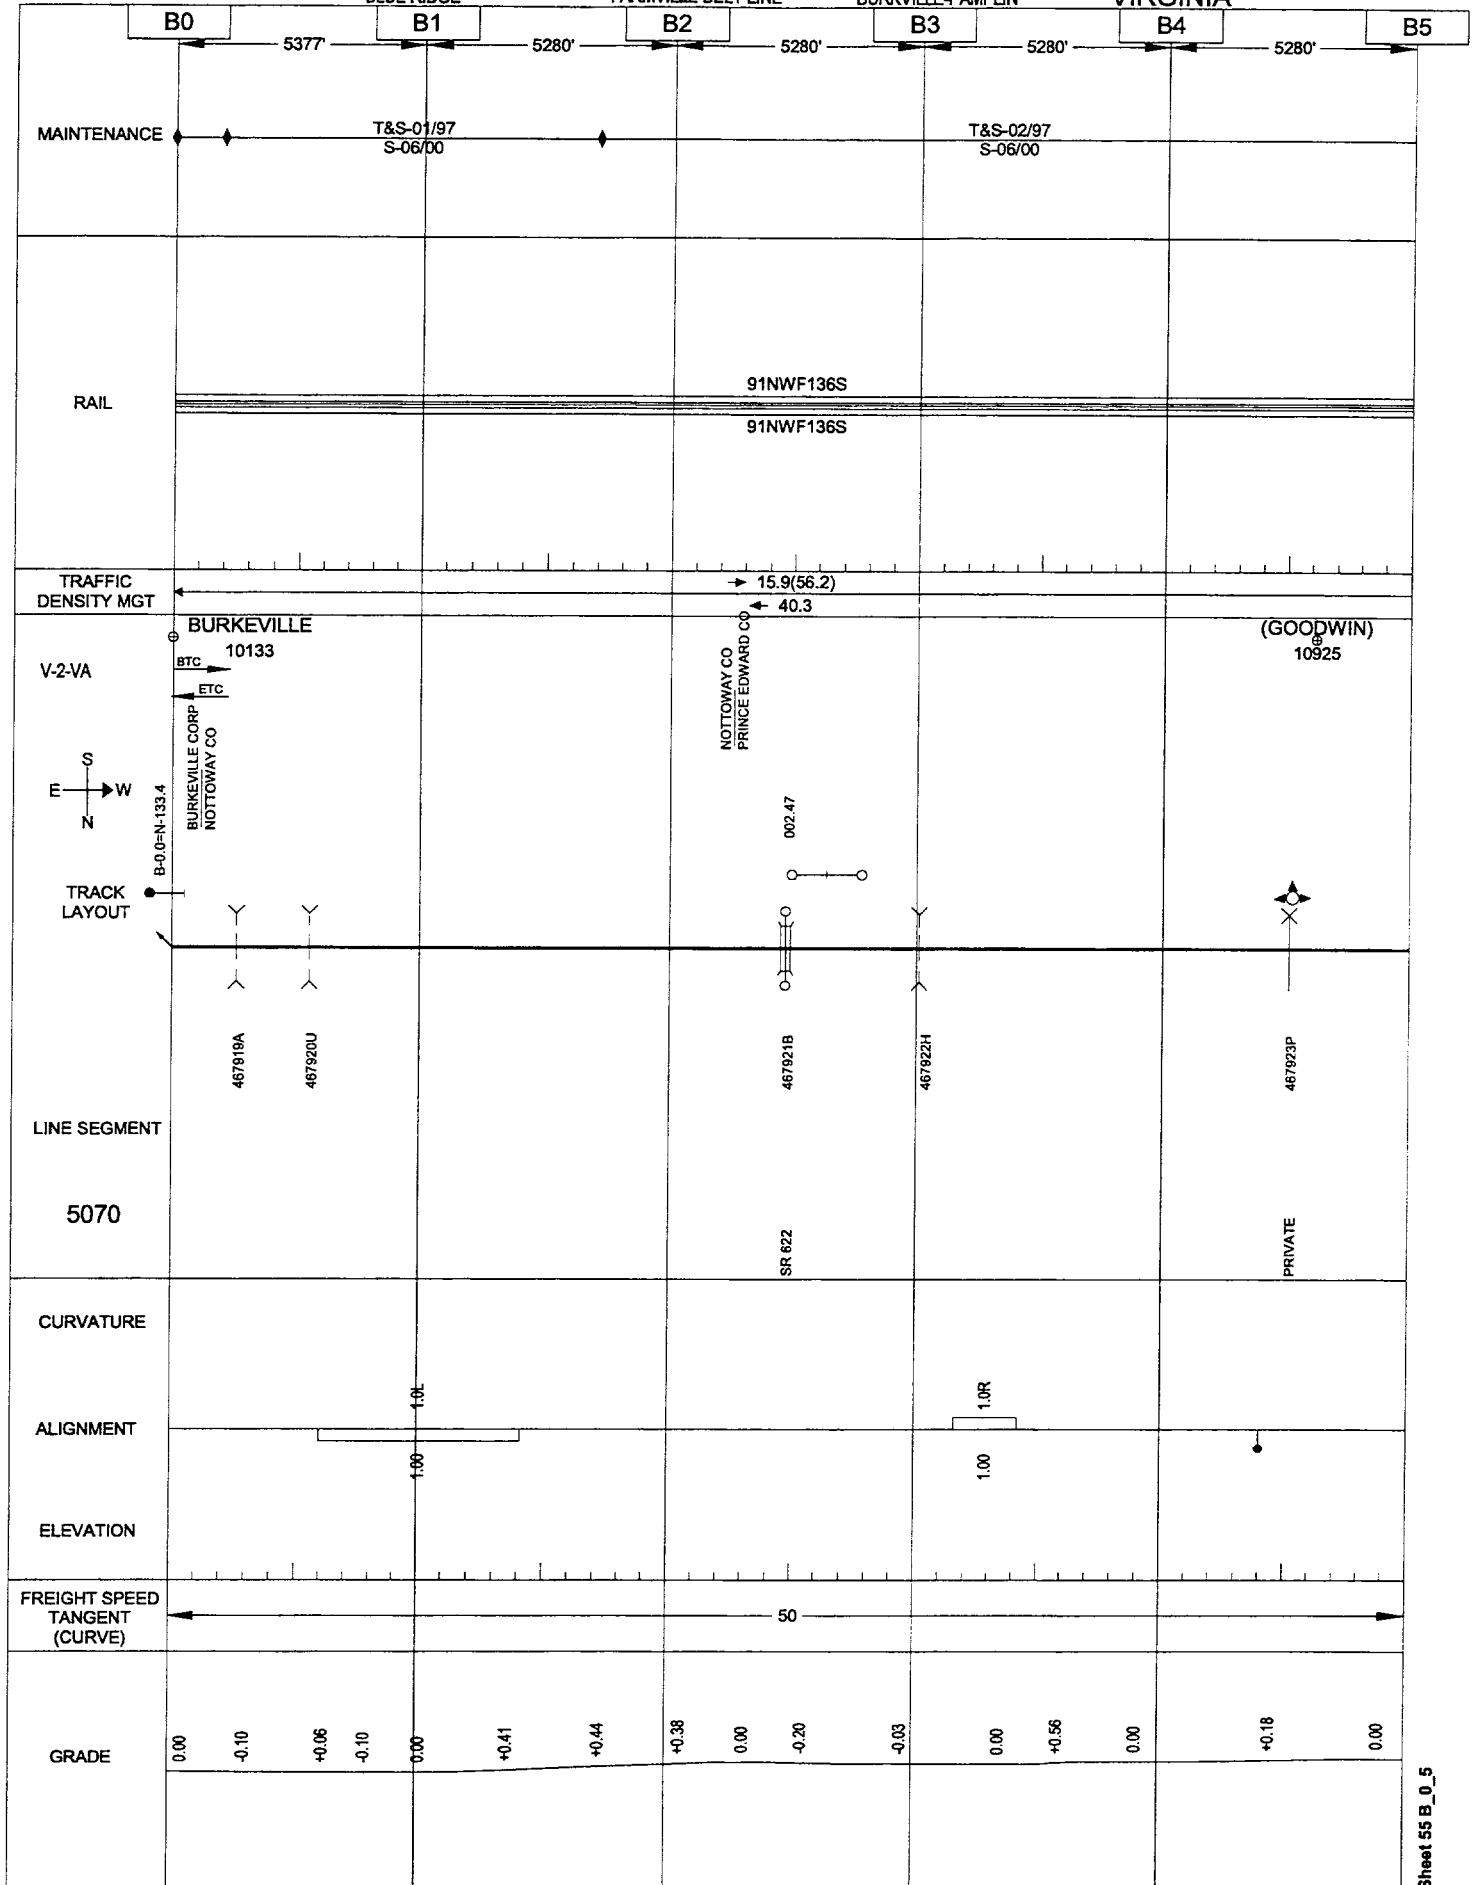 VIRGINIA
B0 B1 B2 B3 B4 B5
5377' 5280' 5280' 5280' 5280'
MAINTENANCE
T&S-01/97
S-06/00
T&S-02/97
S-06/00
RAIL
91NWF136S
91NWF136S
TRAFFIC
DENSITY MGT
15.9(56.2)
40.3
BURKEVILLE
10133
(GOODWIN)
10925
V-2-VA
BTC
ETC
BURKEVILLE CORP
NOTTOWAY CO
NOTTOWAY CO
PRINCE EDWARD CO
S
E W
N
B-0.0=N-133.4
002.47
TRACK
LAYOUT
467919A
467920U
467921B
467922H
467923P
LINE SEGMENT
5070
SR 622
PRIVATE
CURVATURE
1.0L
1.0R
ALIGNMENT
1.00
1.00
ELEVATION
FREIGHT SPEED
TANGENT
(CURVE)
50
GRADE
0.00 -0.10 +0.06 -0.10 0.00 +0.41 +0.44 +0.38 0.00 -0.20 -0.03 0.00 +0.56 0.00 +0.18 0.00
Sheet 55 B_0_5